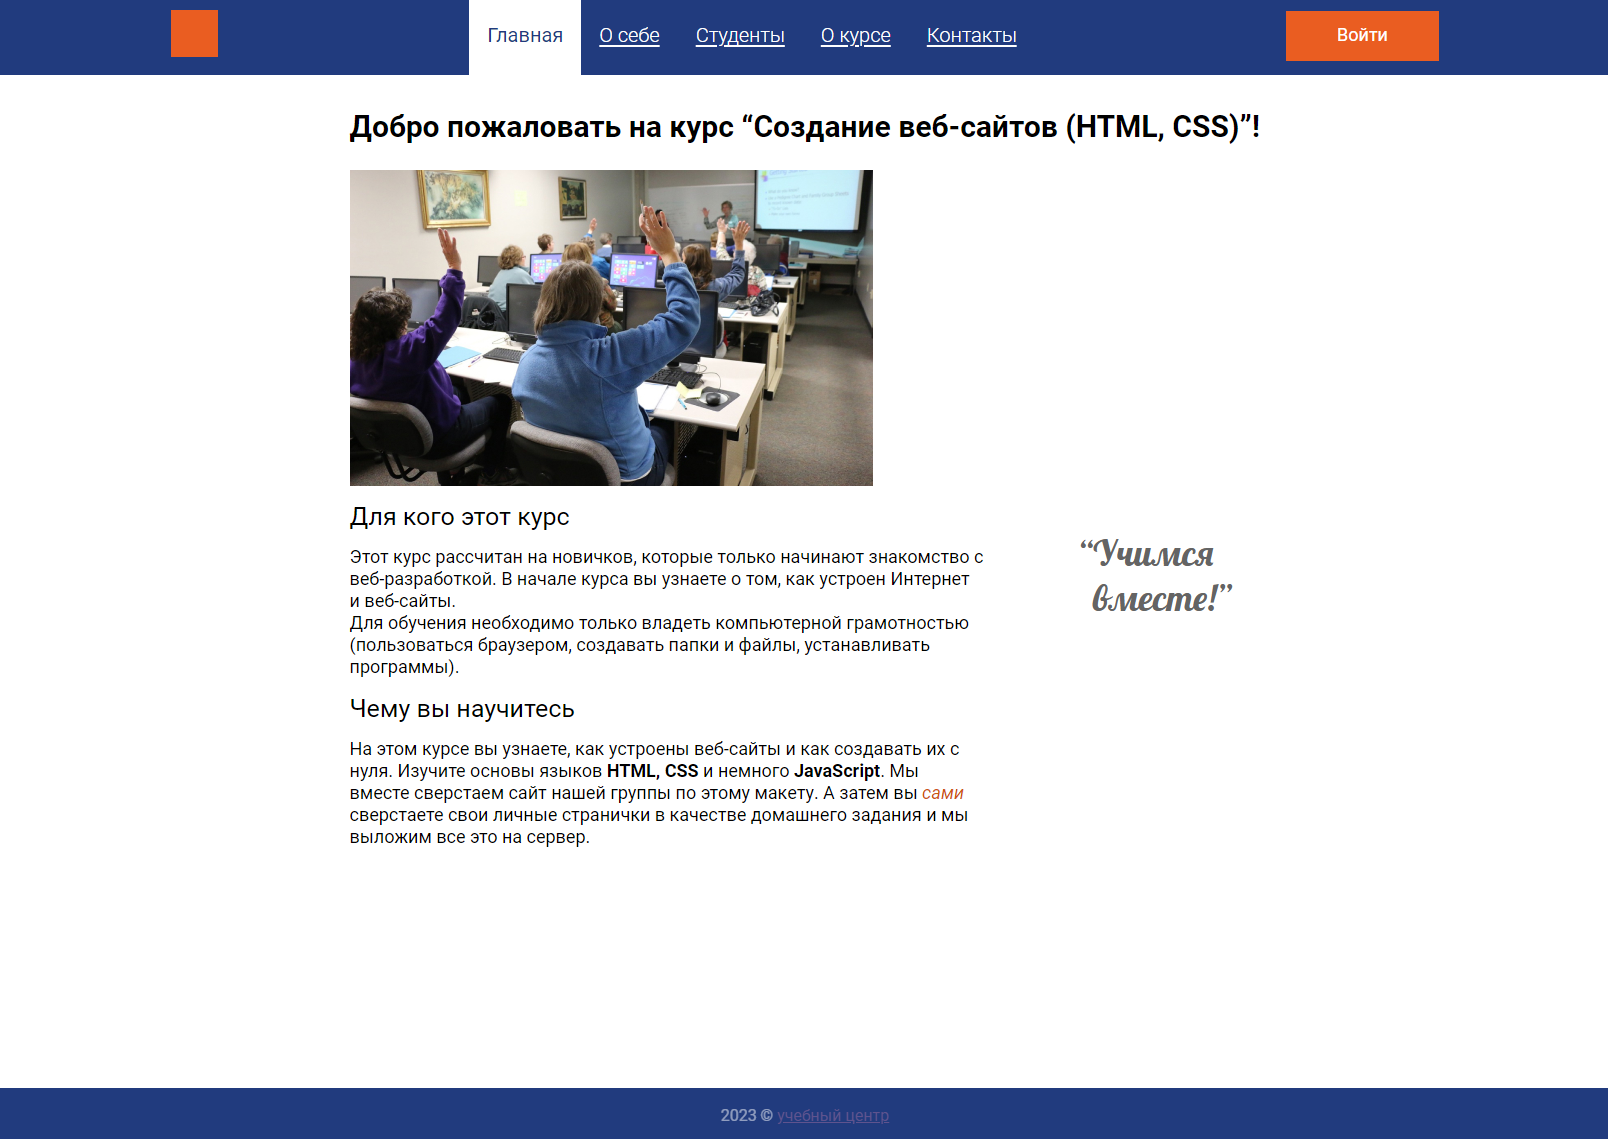 Главная О себе Студенты О курсе Контакты Войти
Добро пожаловать на курс “Создание веб-сайтов (HTML, CSS)”!
Для кого этот курс
Этот курс рассчитан на новичков, которые только начинают знакомство с
веб-разработкой. В начале курса вы узнаете о том, как устроен Интернет
и веб-сайты.
Для обучения необходимо только владеть компьютерной грамотностью
(пользоваться браузером, создавать папки и файлы, устанавливать
программы).
“Учимся
вместе!”
Чему вы научитесь
На этом курсе вы узнаете, как устроены веб-сайты и как создавать их с
нуля. Изучите основы языков HTML, CSS и немного JavaScript. Мы
вместе сверстаем сайт нашей группы по этому макету. А затем вы сами
сверстаете свои личные странички в качестве домашнего задания и мы
выложим все это на сервер.
2023 © учебный центр